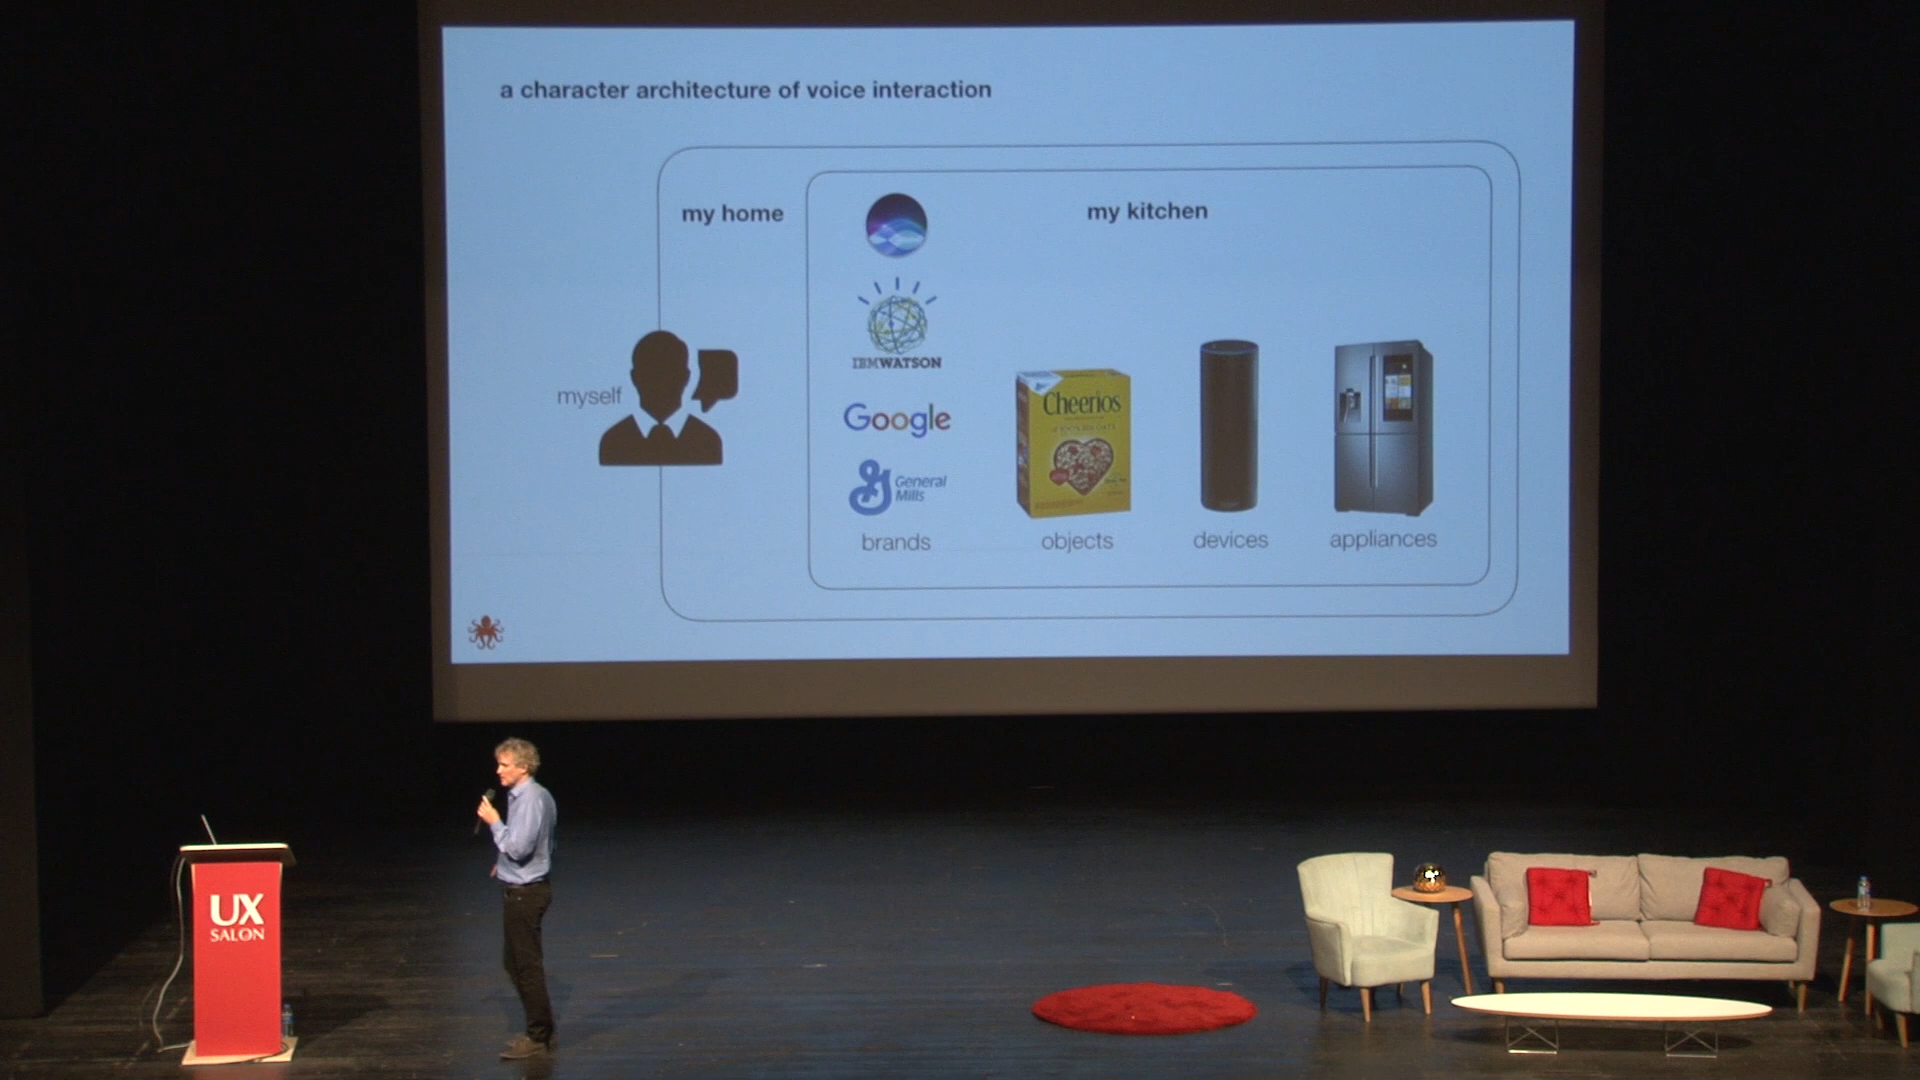 a character architecture of voice interaction
my home
my kitchen
myself
IBMWATSON
Google
General
Mills
Cheerios
brands
objects
devices
appliances
UX
SALON